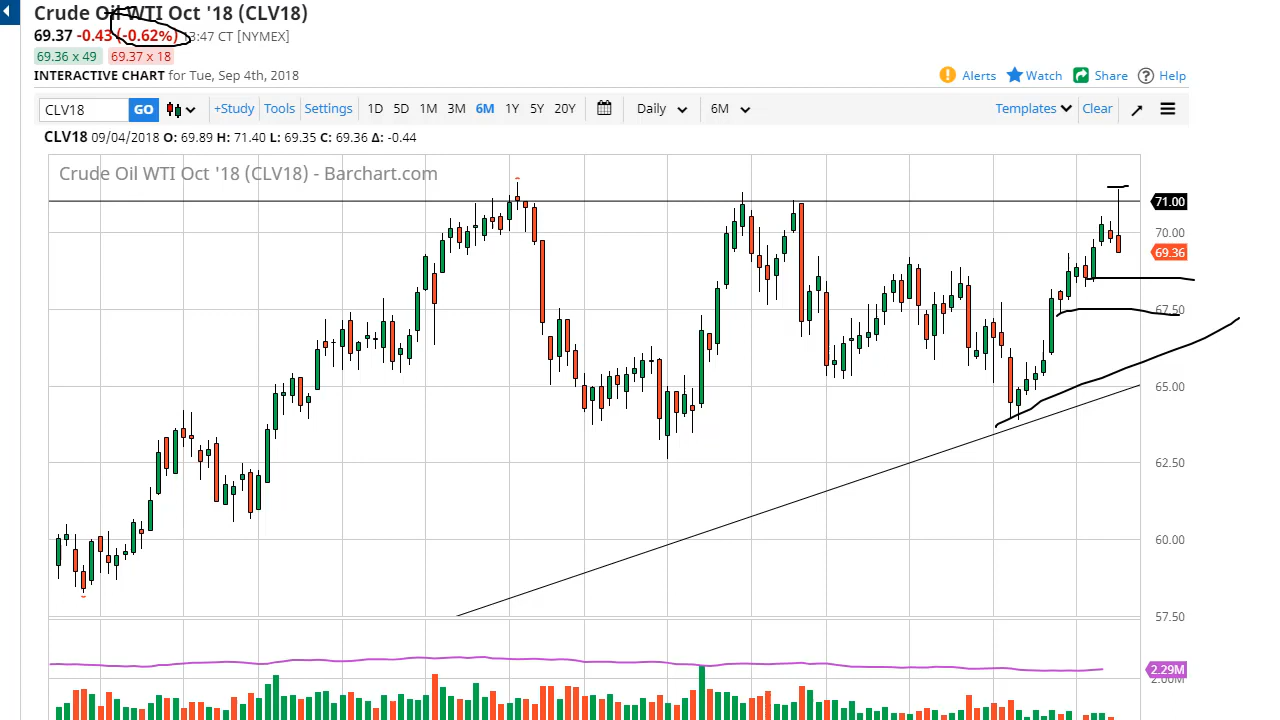 Crude Oil WTI Oct '18 (CLV18)
69.37 -0.43 (-0.62%) 13:47 CT [NYMEX]
69.36 x 49 69.37 x 18
INTERACTIVE CHART for Tue, Sep 4th, 2018
Alerts Watch Share Help
CLV18 GO +Study Tools Settings 1D 5D 1M 3M 6M 1Y 5Y 20Y Daily 6M Templates Clear
CLV18 09/04/2018 O: 69.89 H: 71.40 L: 69.35 C: 69.36 Δ: -0.44
Crude Oil WTI Oct '18 (CLV18) - Barchart.com
71.00
70.00
69.36
67.50
65.00
62.50
60.00
57.50
2.29M
2.00M